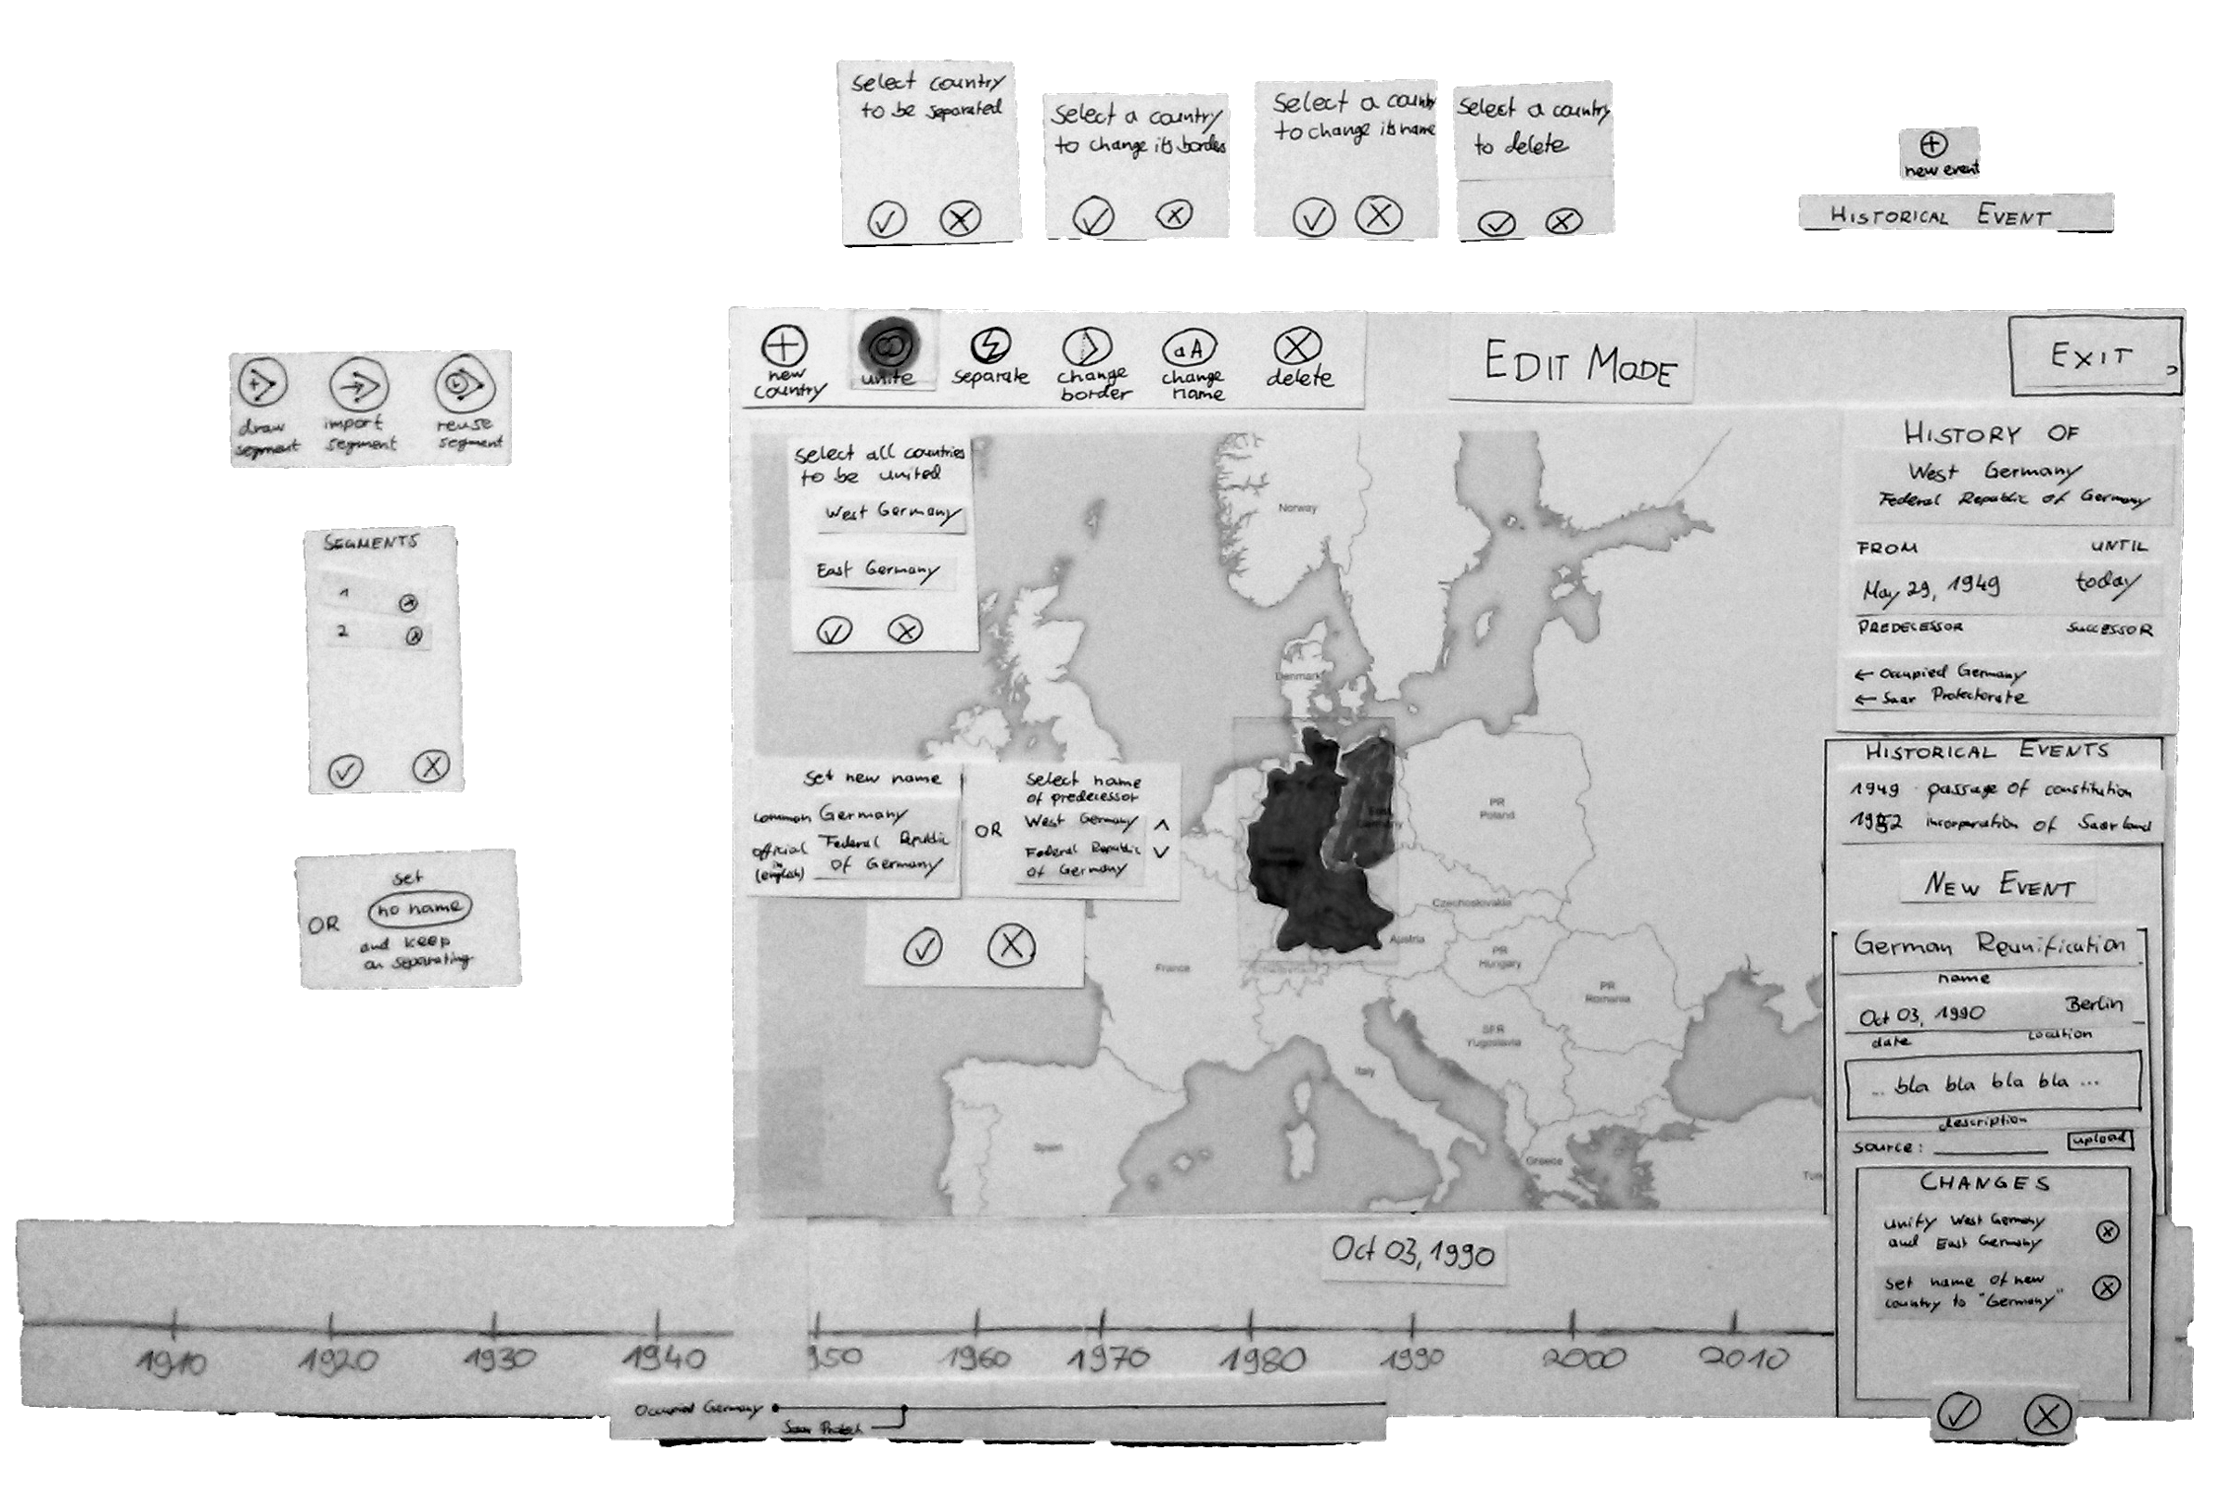 Select country
to be separated
Select a country
to change its border
Select a country
to change its name
Select a country
to delete
new event
HISTORICAL EVENT
draw
segment
import
segment
reuse
segment
SEGMENTS
1
2
set
OR
no name
and keep
on separating
new
country
unite
separate
change
border
aA
change
name
delete
EDIT MODE
EXIT
Select all countries
to be united
West Germany
East Germany
Set new name
common Germany
official Federal Republic
in
(english) of Germany
OR
Select name
of predecessor
West Germany
Federal Republic
of Germany
Norway
Denmark
East
Germany
PR
Poland
Czechoslovakia
Austria
PR
Hungary
PR
Romania
SFR
Yugoslavia
France
Italy
Spain
Greece
HISTORY OF
West Germany
Federal Republic of Germany
FROM UNTIL
May 29, 1949 today
PREDECESSOR SUCCESSOR
← Occupied Germany
← Saar Protectorate
HISTORICAL EVENTS
1949 passage of constitution
1952 incorporation of Saarland
NEW EVENT
German Reunification
name
Oct 03, 1990 Berlin
date Location
... bla bla bla bla ...
description
source: upload
CHANGES
unify West Germany
and East Germany
set name of new
country to "Germany"
Oct 03, 1990
1910 1920 1930 1940 950 1960 1970 1980 1990 2000 2010
Occupied Germany
Saar Protect.